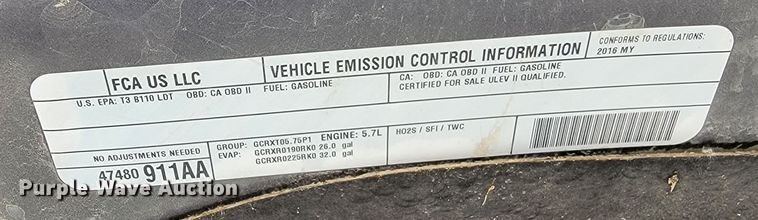 FCA US LLC
VEHICLE EMISSION CONTROL INFORMATION
CONFORMS TO REGULATIONS:
2016 MY
U.S. EPA: T3 B110 LDT OBD: CA OBD II FUEL: GASOLINE
CA: OBD: CA OBD II FUEL: GASOLINE
CERTIFIED FOR SALE ULEV II QUALIFIED.
NO ADJUSTMENTS NEEDED
47480 911AA
GROUP: GCRXT05.75P1 ENGINE: 5.7L
EVAP: GCRXR0190RK0 26.0 gal
GCRXR0225RK0 32.0 gal
HO2S / SFI / TWC
Purple Wave Auction